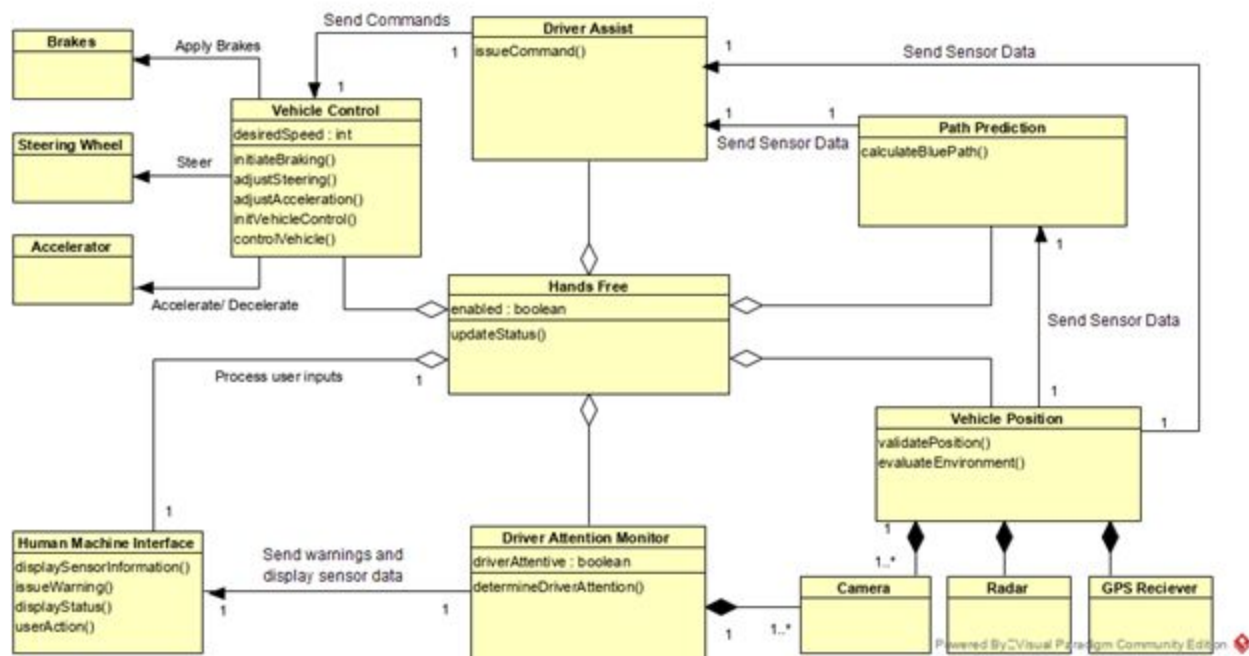 Send Commands
1
1
Driver Assist
issueCommand()
1
Send Sensor Data
Brakes
Apply Brakes
Vehicle Control
desiredSpeed : int
initiateBraking()
adjustSteering()
adjustAcceleration()
initVehicleControl()
controlVehicle()
Steering Wheel
Steer
Accelerator
Accelerate/ Decelerate
1
1
Send Sensor Data
Path Prediction
calculateBluePath()
1
Send Sensor Data
1
1
Hands Free
enabled : boolean
updateStatus()
Process user inputs
1
1
Vehicle Position
validatePosition()
evaluateEnvironment()
1
1..*
Human Machine Interface
displaySensorInformation()
issueWarning()
displayStatus()
userAction()
Send warnings and
display sensor data
1
1
Driver Attention Monitor
driverAttentive : boolean
determineDriverAttention()
1
1..*
Camera
Radar
GPS Reciever
Powered By Visual Paradigm Community Edition